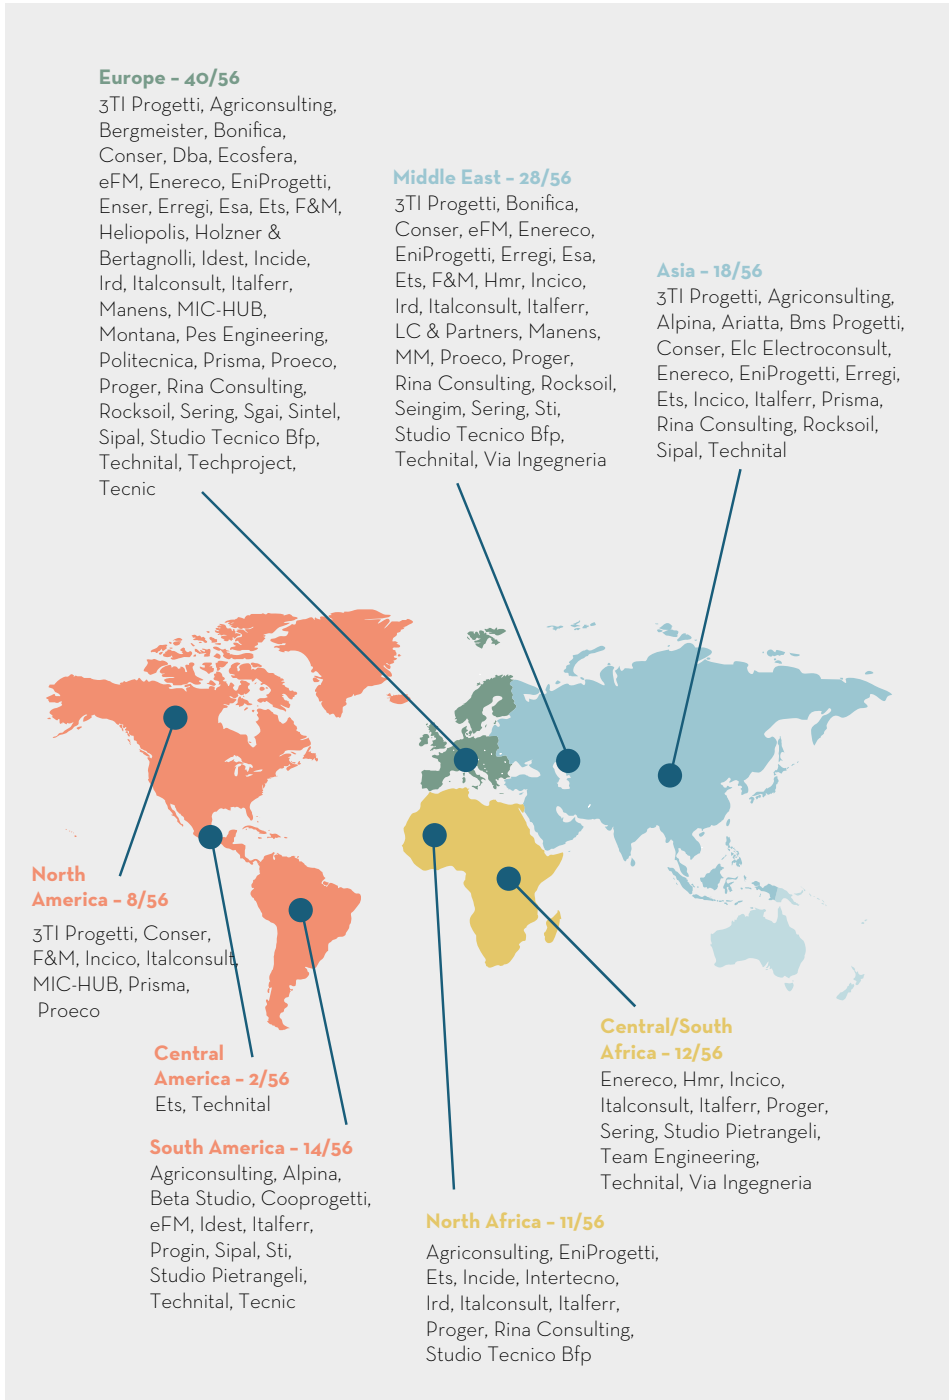 Europe – 40/56
3TI Progetti, Agriconsulting,
Bergmeister, Bonifica,
Conser, Dba, Ecosfera,
eFM, Enereco, EniProgetti,
Enser, Erregi, Esa, Ets, F&M,
Heliopolis, Holzner &
Bertagnolli, Idest, Incide,
Ird, Italconsult, Italferr,
Manens, MIC-HUB,
Montana, Pes Engineering,
Politecnica, Prisma, Proeco,
Proger, Rina Consulting,
Rocksoil, Sering, Sgai, Sintel,
Sipal, Studio Tecnico Bfp,
Technital, Techproject,
Tecnic
Middle East – 28/56
3TI Progetti, Bonifica,
Conser, eFM, Enereco,
EniProgetti, Erregi, Esa,
Ets, F&M, Hmr, Incico,
Ird, Italconsult, Italferr,
LC & Partners, Manens,
MM, Proeco, Proger,
Rina Consulting, Rocksoil,
Seingim, Sering, Sti,
Studio Tecnico Bfp,
Technital, Via Ingegneria
Asia – 18/56
3TI Progetti, Agriconsulting,
Alpina, Ariatta, Bms Progetti,
Conser, Elc Electroconsult,
Enereco, EniProgetti, Erregi,
Ets, Incico, Italferr, Prisma,
Rina Consulting, Rocksoil,
Sipal, Technital
North
America – 8/56
3TI Progetti, Conser,
F&M, Incico, Italconsult,
MIC-HUB, Prisma,
Proeco
Central
America – 2/56
Ets, Technital
South America – 14/56
Agriconsulting, Alpina,
Beta Studio, Cooprogetti,
eFM, Idest, Italferr,
Progin, Sipal, Sti,
Studio Pietrangeli,
Technital, Tecnic
Central/South
Africa – 12/56
Enereco, Hmr, Incico,
Italconsult, Italferr, Proger,
Sering, Studio Pietrangeli,
Team Engineering,
Technital, Via Ingegneria
North Africa – 11/56
Agriconsulting, EniProgetti,
Ets, Incide, Intertecno,
Ird, Italconsult, Italferr,
Proger, Rina Consulting,
Studio Tecnico Bfp